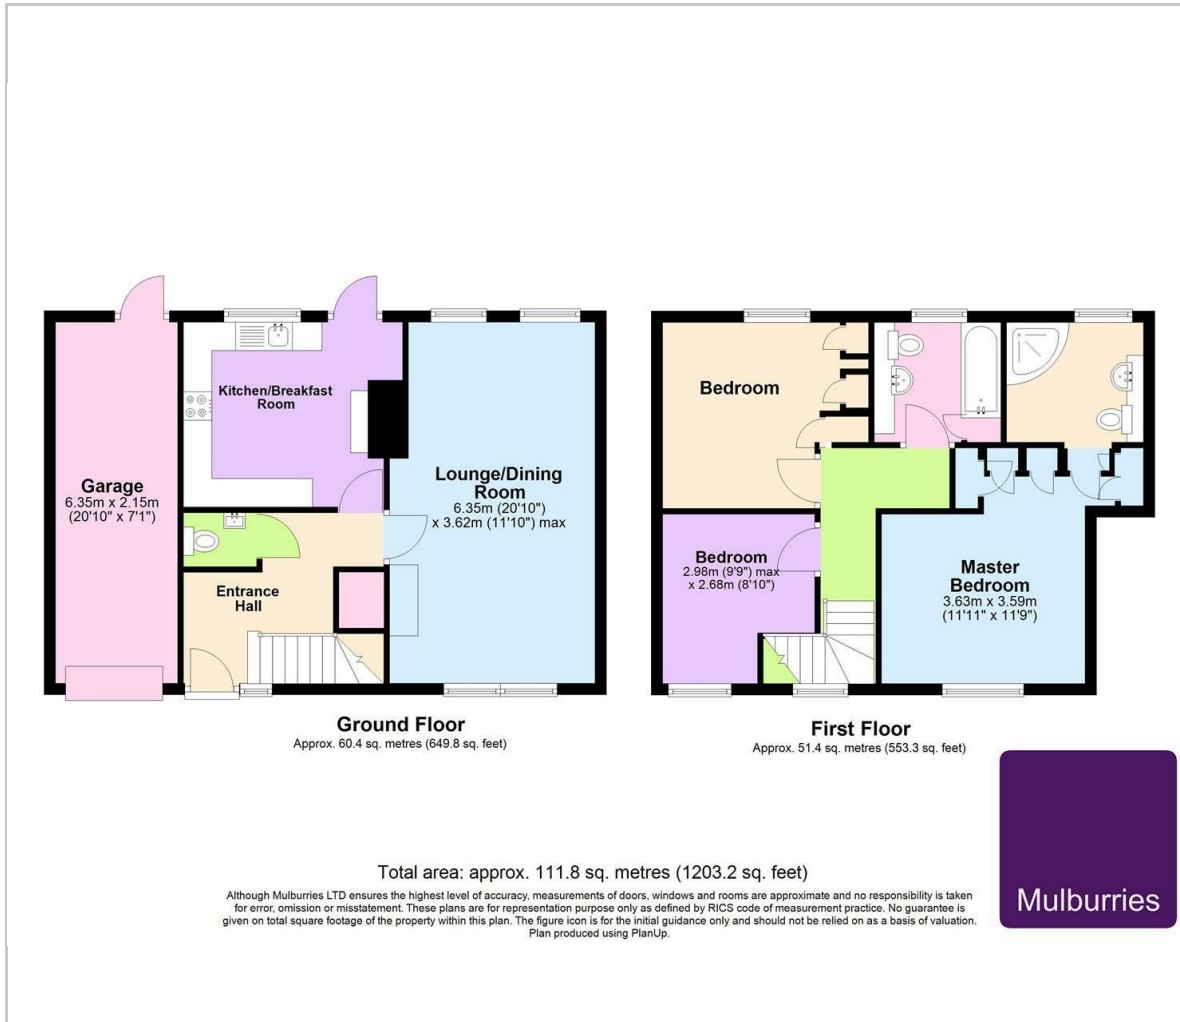 Garage
6.35m x 2.15m
(20'10" x 7'1")
Kitchen/Breakfast
Room
Lounge/Dining
Room
6.35m (20'10")
x 3.62m (11'10") max
Entrance
Hall
Ground Floor
Approx. 60.4 sq. metres (649.8 sq. feet)
Bedroom
Bedroom
2.98m (9'9") max
x 2.68m (8'10")
Master
Bedroom
3.63m x 3.59m
(11'11" x 11'9")
First Floor
Approx. 51.4 sq. metres (553.3 sq. feet)
Total area: approx. 111.8 sq. metres (1203.2 sq. feet)
Although Mulburries LTD ensures the highest level of accuracy, measurements of doors, windows and rooms are approximate and no responsibility is taken
for error, omission or misstatement. These plans are for representation purpose only as defined by RICS code of measurement practice. No guarantee is
given on total square footage of the property within this plan. The figure icon is for the initial guidance only and should not be relied on as a basis of valuation.
Plan produced using PlanUp.
Mulburries